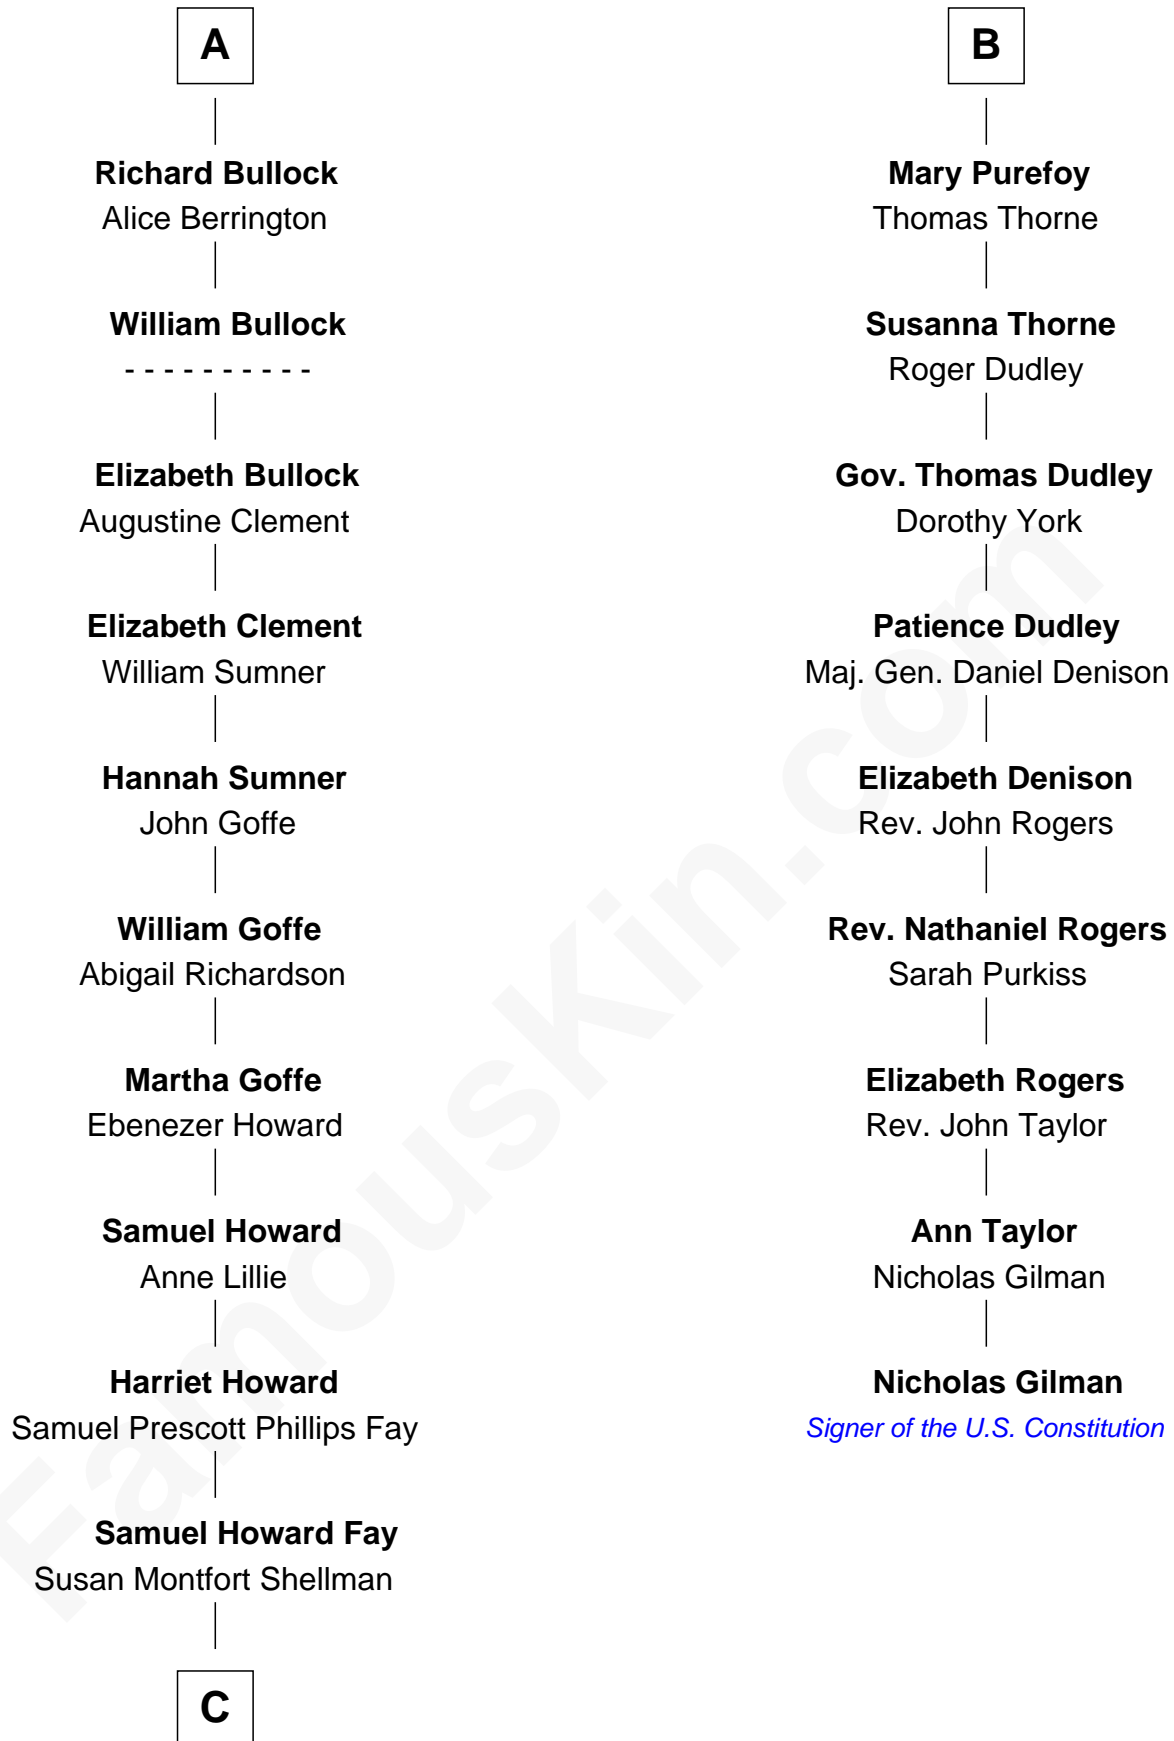 A
Richard Bullock
Alice Berrington
William Bullock
- - - - - - - - - -
Elizabeth Bullock
Augustine Clement
Elizabeth Clement
William Sumner
Hannah Sumner
John Goffe
William Goffe
Abigail Richardson
Martha Goffe
Ebenezer Howard
Samuel Howard
Anne Lillie
Harriet Howard
Samuel Prescott Phillips Fay
Samuel Howard Fay
Susan Montfort Shellman
C
B
Mary Purefoy
Thomas Thorne
Susanna Thorne
Roger Dudley
Gov. Thomas Dudley
Dorothy York
Patience Dudley
Maj. Gen. Daniel Denison
Elizabeth Denison
Rev. John Rogers
Rev. Nathaniel Rogers
Sarah Purkiss
Elizabeth Rogers
Rev. John Taylor
Ann Taylor
Nicholas Gilman
Nicholas Gilman
Signer of the U.S. Constitution
FamousKin.com